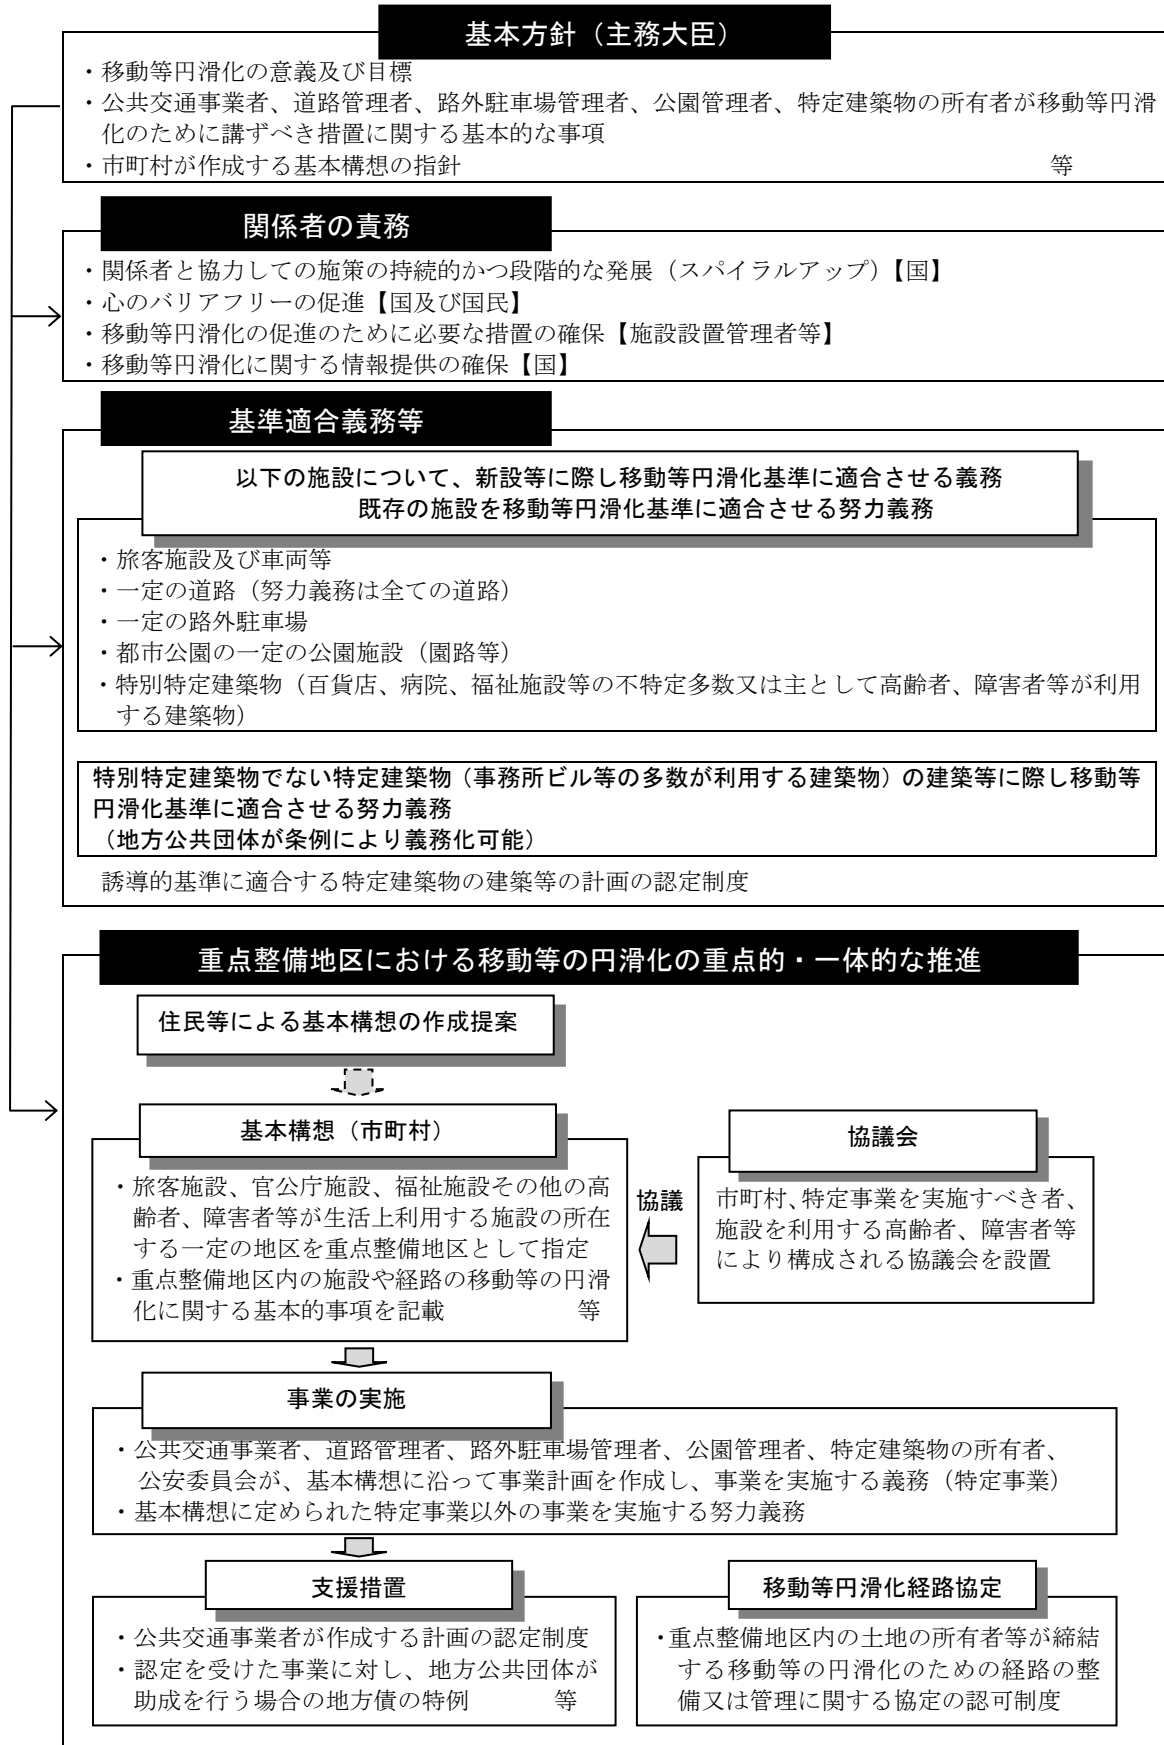 基本方針（主務大臣）
・移動等円滑化の意義及び目標
・公共交通事業者、道路管理者、路外駐車場管理者、公園管理者、特定建築物の所有者が移動等円滑
化のために講ずべき措置に関する基本的な事項
・市町村が作成する基本構想の指針 等
関係者の責務
・関係者と協力しての施策の持続的かつ段階的な発展（スパイラルアップ）【国】
・心のバリアフリーの促進【国及び国民】
・移動等円滑化の促進のために必要な措置の確保【施設設置管理者等】
・移動等円滑化に関する情報提供の確保【国】
基準適合義務等
以下の施設について、新設等に際し移動等円滑化基準に適合させる義務
既存の施設を移動等円滑化基準に適合させる努力義務
・旅客施設及び車両等
・一定の道路（努力義務は全ての道路）
・一定の路外駐車場
・都市公園の一定の公園施設（園路等）
・特別特定建築物（百貨店、病院、福祉施設等の不特定多数又は主として高齢者、障害者等が利用
する建築物）
特別特定建築物でない特定建築物（事務所ビル等の多数が利用する建築物）の建築等に際し移動等
円滑化基準に適合させる努力義務
（地方公共団体が条例により義務化可能）
誘導的基準に適合する特定建築物の建築等の計画の認定制度
重点整備地区における移動等の円滑化の重点的・一体的な推進
住民等による基本構想の作成提案
基本構想（市町村）
・旅客施設、官公庁施設、福祉施設その他の高
齢者、障害者等が生活上利用する施設の所在
する一定の地区を重点整備地区として指定
・重点整備地区内の施設や経路の移動等の円滑
化に関する基本的事項を記載 等
協議
協議会
市町村、特定事業を実施すべき者、
施設を利用する高齢者、障害者等
により構成される協議会を設置
事業の実施
・公共交通事業者、道路管理者、路外駐車場管理者、公園管理者、特定建築物の所有者、
公安委員会が、基本構想に沿って事業計画を作成し、事業を実施する義務（特定事業）
・基本構想に定められた特定事業以外の事業を実施する努力義務
支援措置
・公共交通事業者が作成する計画の認定制度
・認定を受けた事業に対し、地方公共団体が
助成を行う場合の地方債の特例 等
移動等円滑化経路協定
・重点整備地区内の土地の所有者等が締結
する移動等の円滑化のための経路の整
備又は管理に関する協定の認可制度